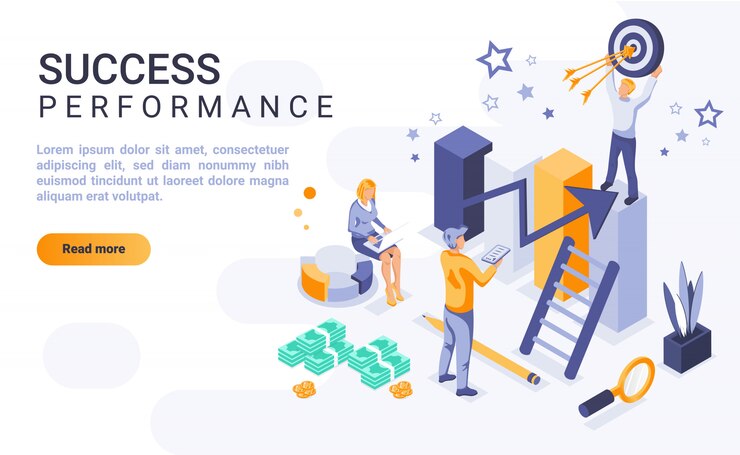 SUCCESS
PERFORMANCE
Lorem ipsum dolor sit amet, consectetuer
adipiscing elit, sed diam nonummy nibh
euismod tincidunt ut laoreet dolore magna
aliquam erat volutpat.
Read more